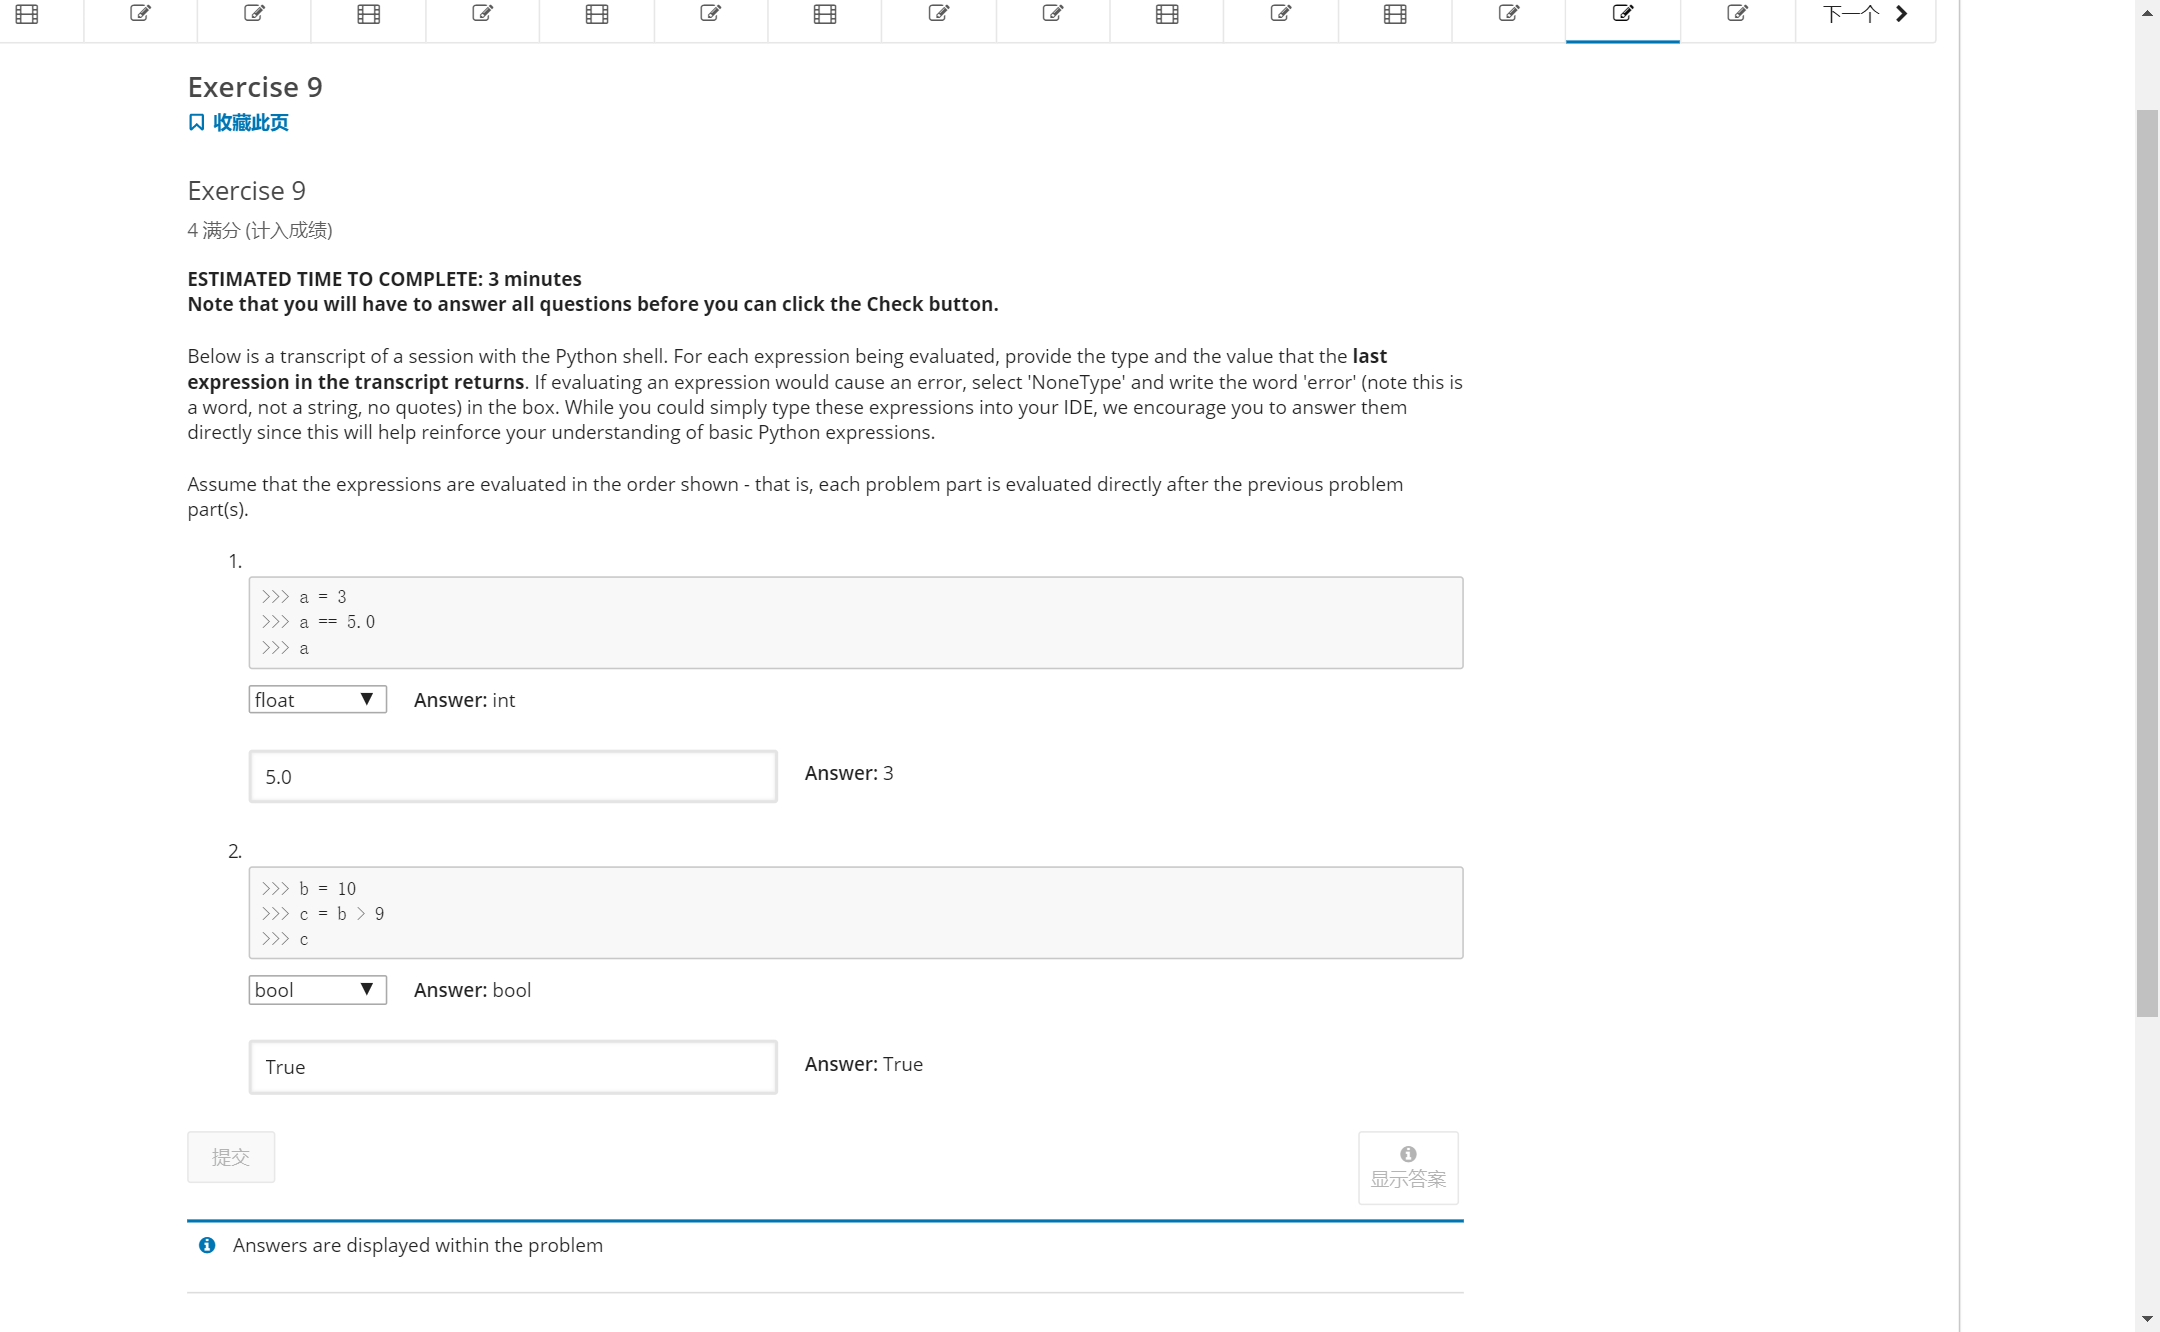 下一个
Exercise 9
收藏此页
Exercise 9
4 满分 (计入成绩)
ESTIMATED TIME TO COMPLETE: 3 minutes
Note that you will have to answer all questions before you can click the Check button.
Below is a transcript of a session with the Python shell. For each expression being evaluated, provide the type and the value that the last
expression in the transcript returns. If evaluating an expression would cause an error, select 'NoneType' and write the word 'error' (note this is
a word, not a string, no quotes) in the box. While you could simply type these expressions into your IDE, we encourage you to answer them
directly since this will help reinforce your understanding of basic Python expressions.
Assume that the expressions are evaluated in the order shown - that is, each problem part is evaluated directly after the previous problem
part(s).
1.
>>> a = 3
>>> a == 5.0
>>> a
float Answer: int
5.0 Answer: 3
2.
>>> b = 10
>>> c = b > 9
>>> c
bool Answer: bool
True Answer: True
提交
显示答案
Answers are displayed within the problem